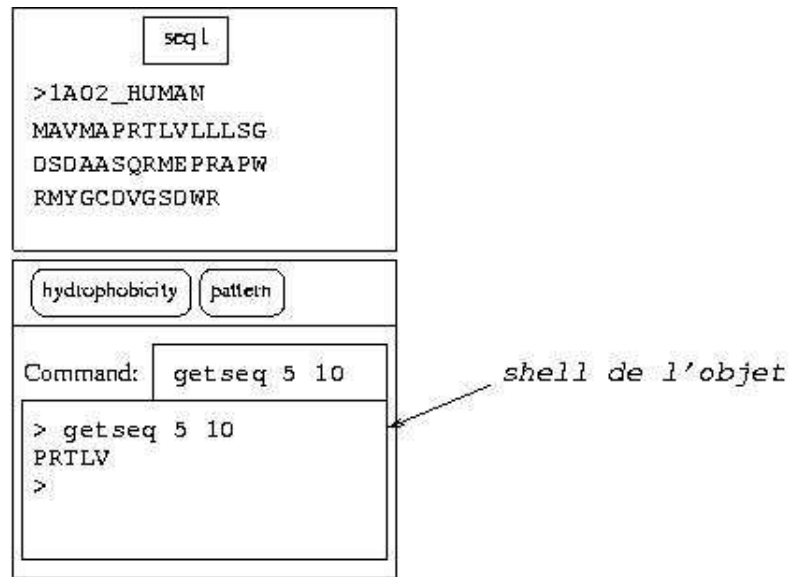 seq1
>1A02_HUMAN
MAVMAPRTLVLLLSG
DSDAASQRMEPRAPW
RMYGCDVGSDWR
hydrophobicity pattern
Command: getseq 5 10
shell de l'objet
> getseq 5 10
PRTLV
>